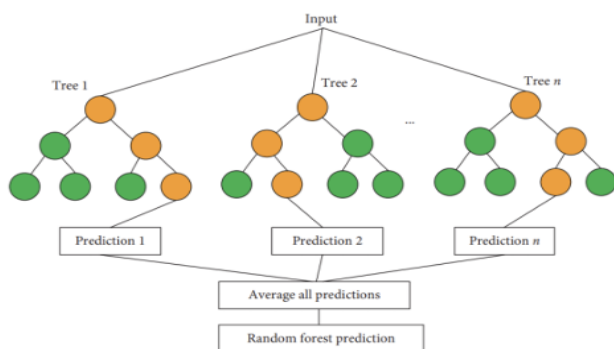 Input
Tree 1
Tree 2
Tree n
...
Prediction 1
Prediction 2
Prediction n
Average all predictions
Random forest prediction